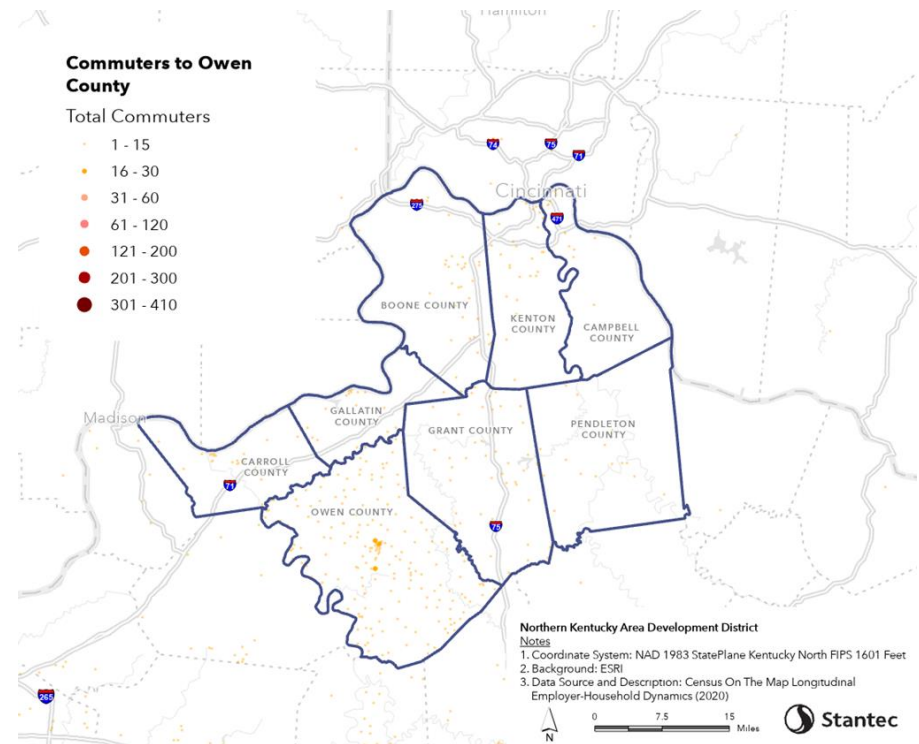 Hamilton
Commuters to Owen
County
Total Commuters
1 - 15
16 - 30
31 - 60
61 - 120
121 - 200
201 - 300
301 - 410
74
75
71
Cincinnati
275
471
BOONE COUNTY
KENTON
COUNTY
CAMPBELL
COUNTY
Madison
GALLATIN
COUNTY
GRANT COUNTY
PENDLETON
COUNTY
CARROLL
COUNTY
71
OWEN COUNTY
75
265
Northern Kentucky Area Development District
Notes
1. Coordinate System: NAD 1983 StatePlane Kentucky North FIPS 1601 Feet
2. Background: ESRI
3. Data Source and Description: Census On The Map Longitudinal
Employer-Household Dynamics (2020)
N
0 7.5 15
Miles
Stantec